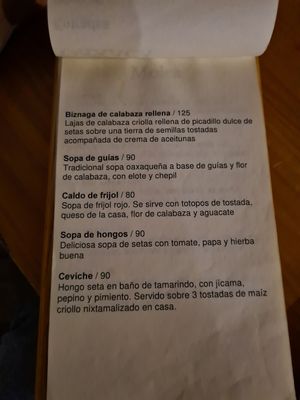 Biznaga de calabaza rellena / 125
Lajas de calabaza criolla rellena de picadillo dulce de
setas sobre una tierra de semillas tostadas
acompañada de crema de aceitunas
Sopa de guías / 90
Tradicional sopa oaxaqueña a base de guías y flor
de calabaza, con elote y chepil
Caldo de frijol / 80
Sopa de frijol rojo. Se sirve con totopos de tostada,
queso de la casa, flor de calabaza y aguacate
Sopa de hongos / 90
Deliciosa sopa de setas con tomate, papa y hierba
buena
Ceviche / 90
Hongo seta en baño de tamarindo, con jícama,
pepino y pimiento. Servido sobre 3 tostadas de maíz
criollo nixtamalizado en casa.